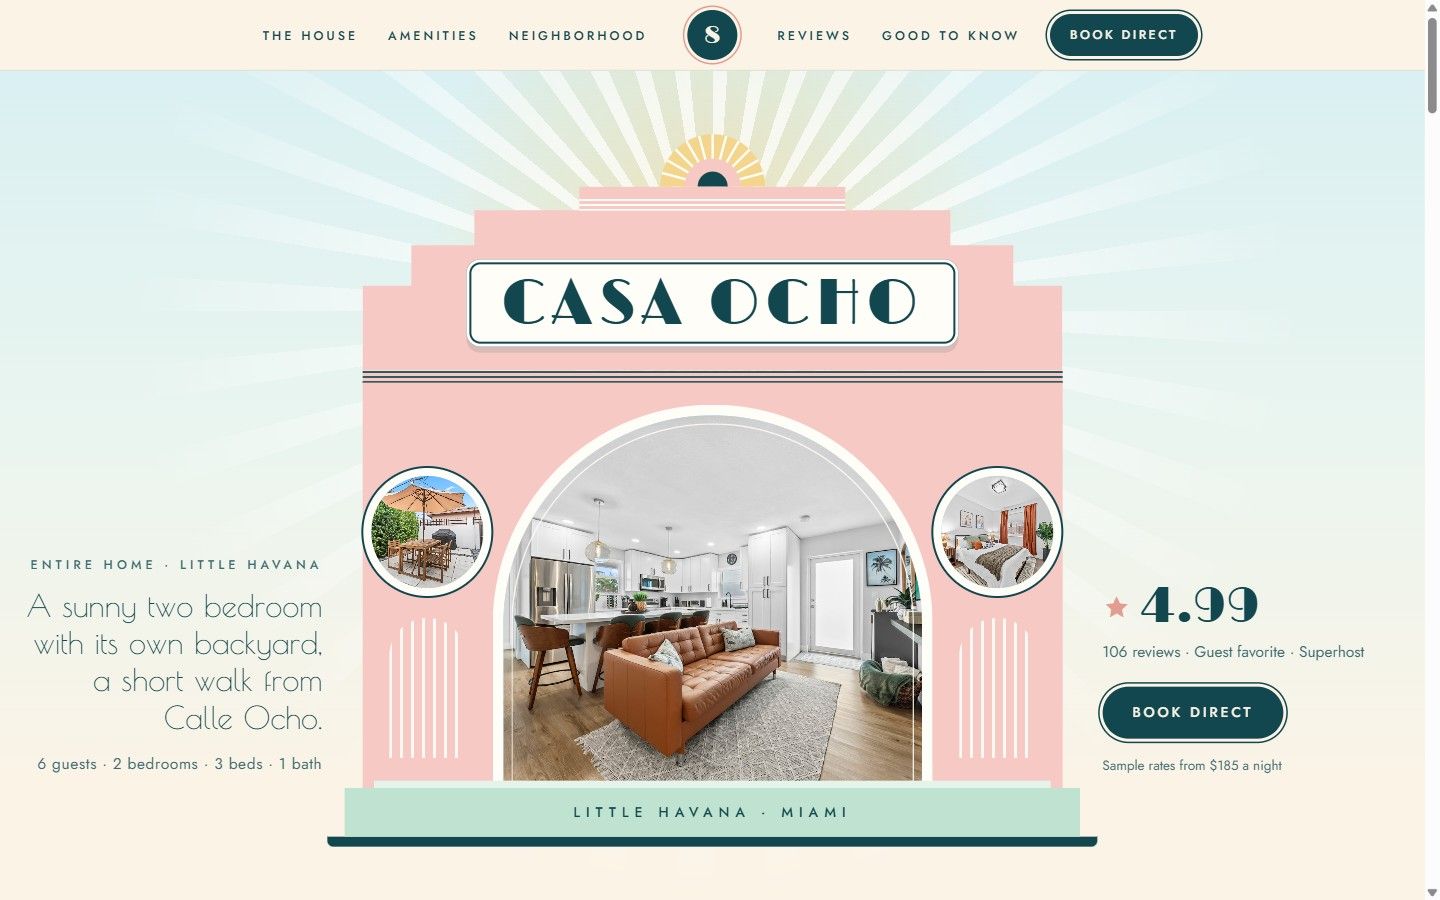 THE HOUSE
AMENITIES
NEIGHBORHOOD
8
REVIEWS
GOOD TO KNOW
BOOK DIRECT
CASA OCHO
ENTIRE HOME · LITTLE HAVANA
A sunny two bedroom
with its own backyard,
a short walk from
Calle Ocho.
6 guests · 2 bedrooms · 3 beds · 1 bath
4.99
106 reviews · Guest favorite · Superhost
BOOK DIRECT
Sample rates from $185 a night
LITTLE HAVANA · MIAMI